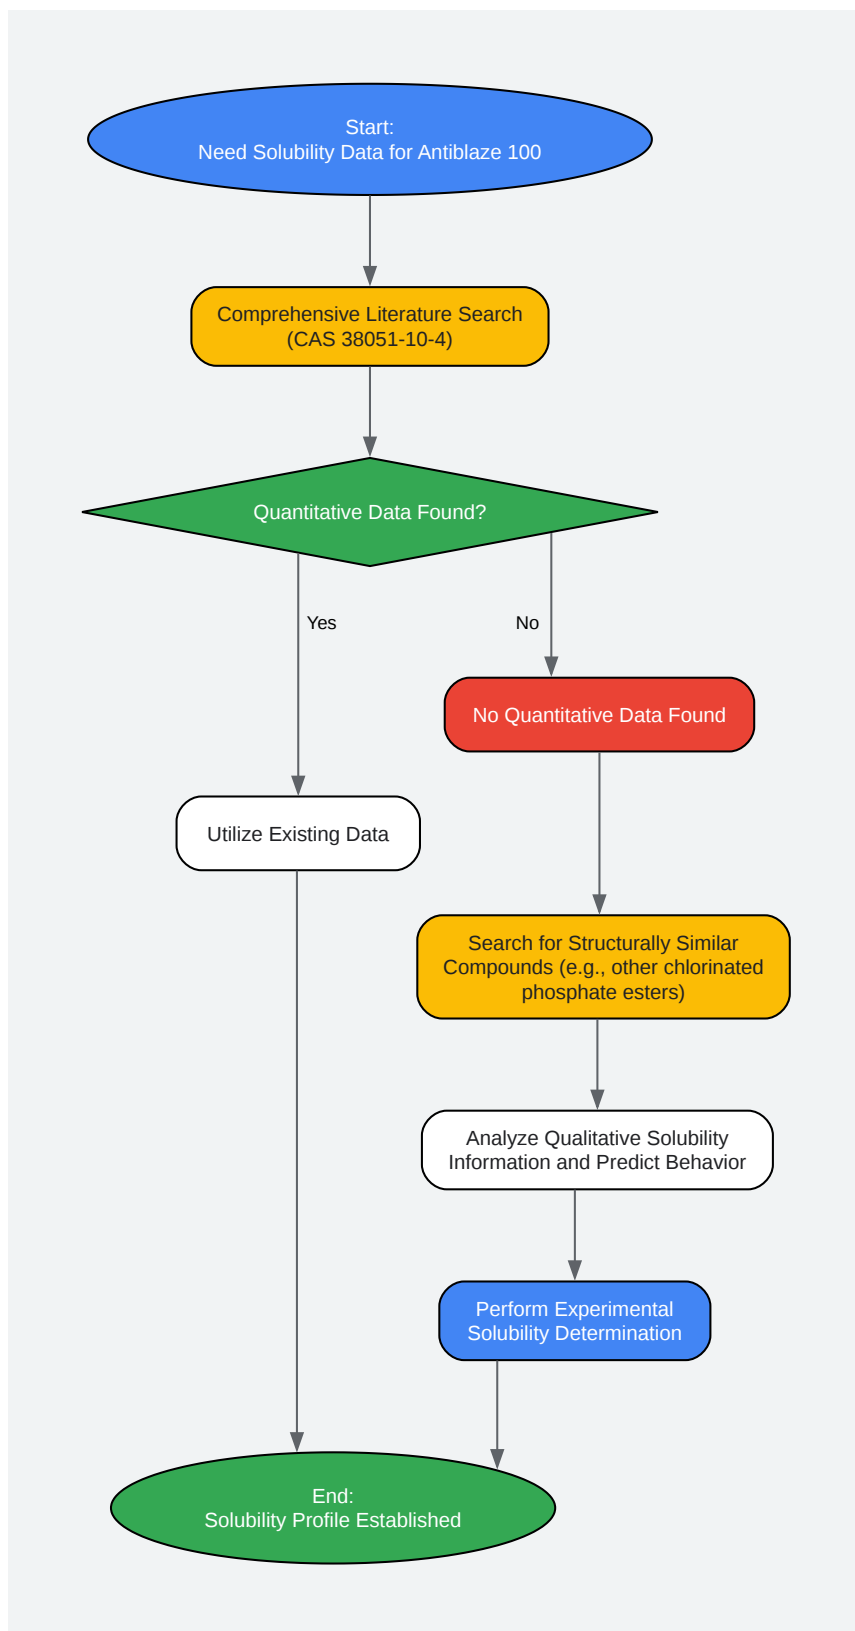 Start:
Need Solubility Data for Antiblaze 100
Comprehensive Literature Search
(CAS 38051-10-4)
Quantitative Data Found?
Yes
No
No Quantitative Data Found
Utilize Existing Data
Search for Structurally Similar
Compounds (e.g., other chlorinated
phosphate esters)
Analyze Qualitative Solubility
Information and Predict Behavior
Perform Experimental
Solubility Determination
End:
Solubility Profile Established